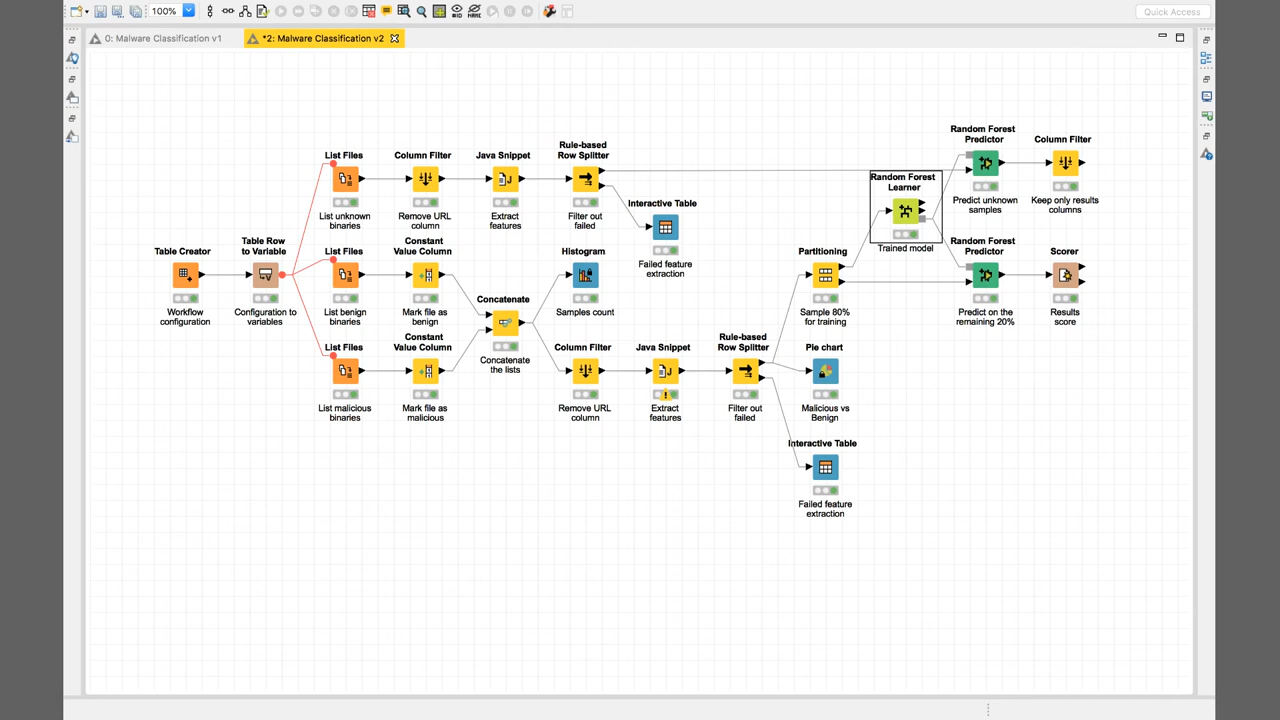 100%
Quick Access
0: Malware Classification v1
*2: Malware Classification v2
Random Forest
Predictor
Column Filter
Predict unknown
samples
Keep only results
columns
List Files
Column Filter
Java Snippet
Rule-based
Row Splitter
List unknown
binaries
Remove URL
column
Extract
features
Filter out
failed
Random Forest
Learner
Trained model
Interactive Table
Failed feature
extraction
Table Creator
Workflow
configuration
Table Row
to Variable
Configuration to
variables
List Files
List benign
binaries
Constant
Value Column
Mark file as
benign
Histogram
Samples count
Partitioning
Sample 80%
for training
Random Forest
Predictor
Predict on the
remaining 20%
Scorer
Results
score
Concatenate
Concatenate
the lists
List Files
List malicious
binaries
Constant
Value Column
Mark file as
malicious
Column Filter
Remove URL
column
Java Snippet
Extract
features
Rule-based
Row Splitter
Filter out
failed
Pie chart
Malicious vs
Benign
Interactive Table
Failed feature
extraction